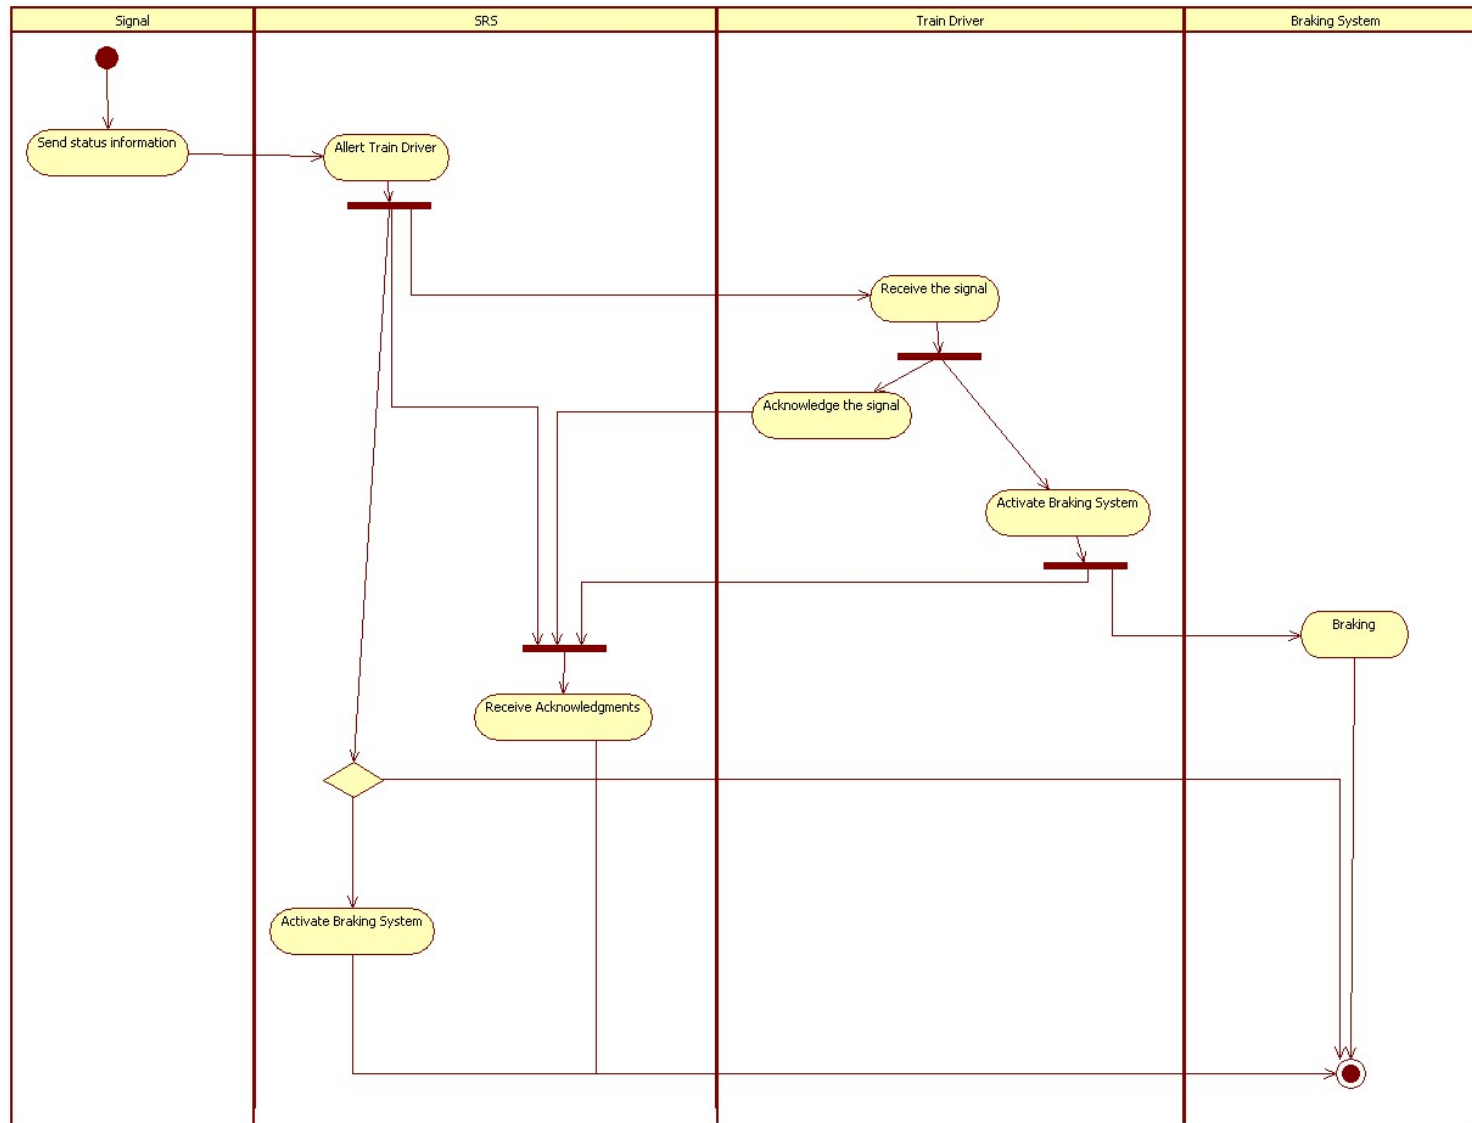 Signal
SRS
Train Driver
Braking System
Send status information
Allert Train Driver
Receive the signal
Acknowledge the signal
Activate Braking System
Braking
Receive Acknowledgments
Activate Braking System